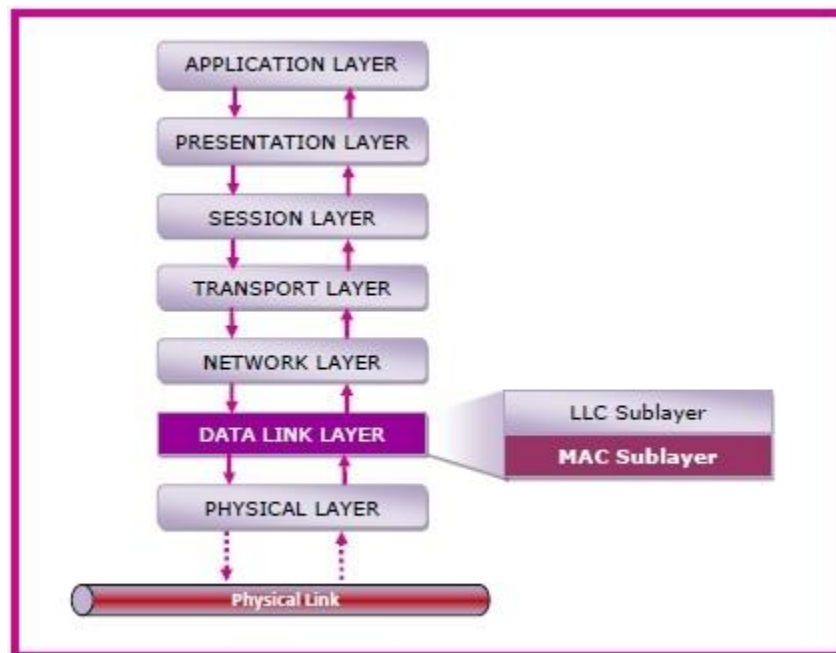 APPLICATION LAYER
PRESENTATION LAYER
SESSION LAYER
TRANSPORT LAYER
NETWORK LAYER
DATA LINK LAYER
LLC Sublayer
MAC Sublayer
PHYSICAL LAYER
Physical Link